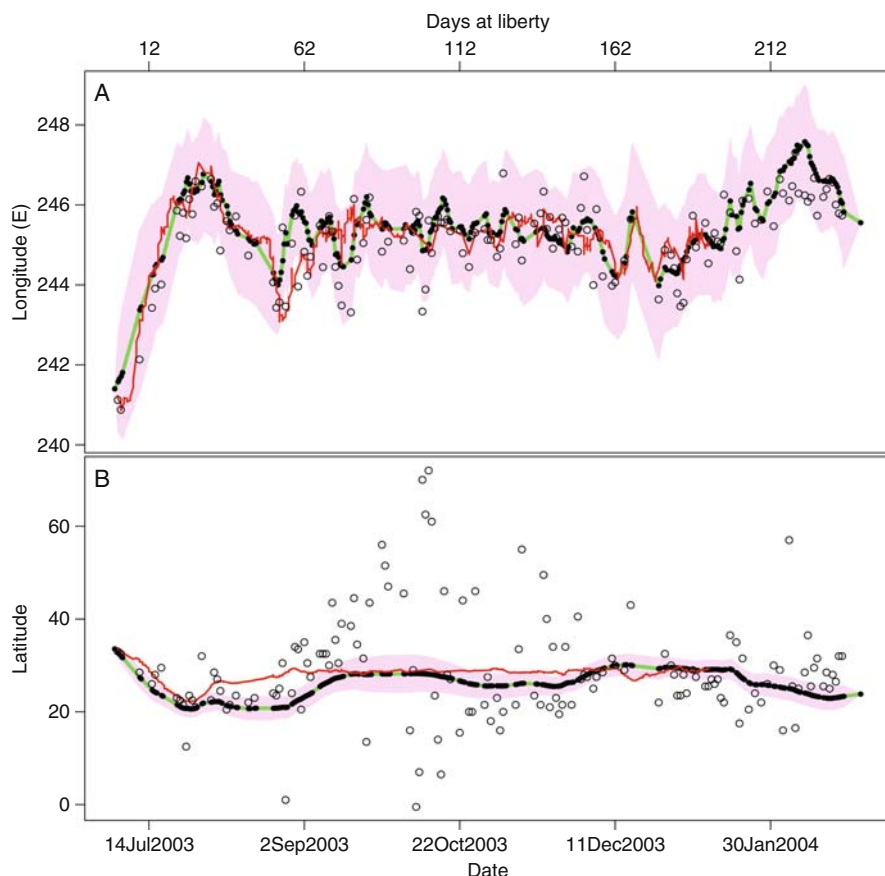 Days at liberty
12 62 112 162 212
A
248
246
244
242
240
Longitude (E)
B
60
40
20
0
Latitude
14Jul2003 2Sep2003 22Oct2003 11Dec2003 30Jan2004
Date